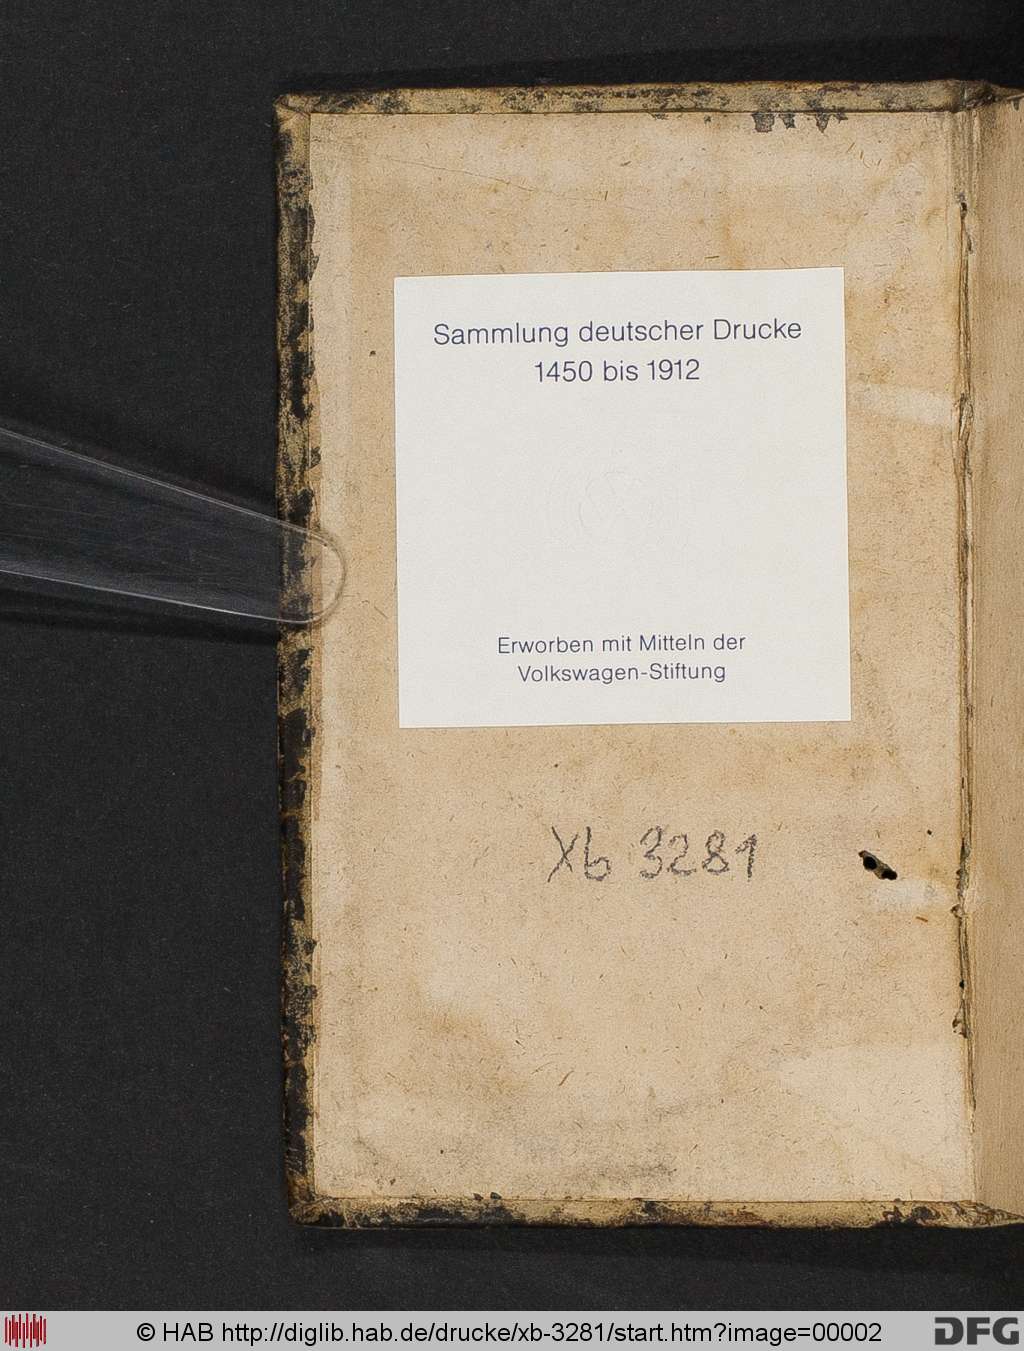 Sammlung deutscher Drucke
1450 bis 1912
Erworben mit Mitteln der
Volkswagen-Stiftung
Xb 3281
© HAB http://diglib.hab.de/drucke/xb-3281/start.htm?image=00002
DFG